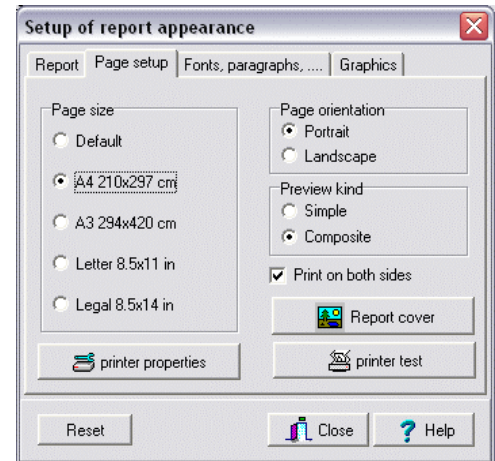 Setup of report appearance
Report Page setup Fonts, paragraphs, .... Graphics
Page size
Default
A4 210x297 cm
A3 294x420 cm
Letter 8.5x11 in
Legal 8.5x14 in
printer properties
Page orientation
Portrait
Landscape
Preview kind
Simple
Composite
Print on both sides
Report cover
printer test
Reset Close ? Help